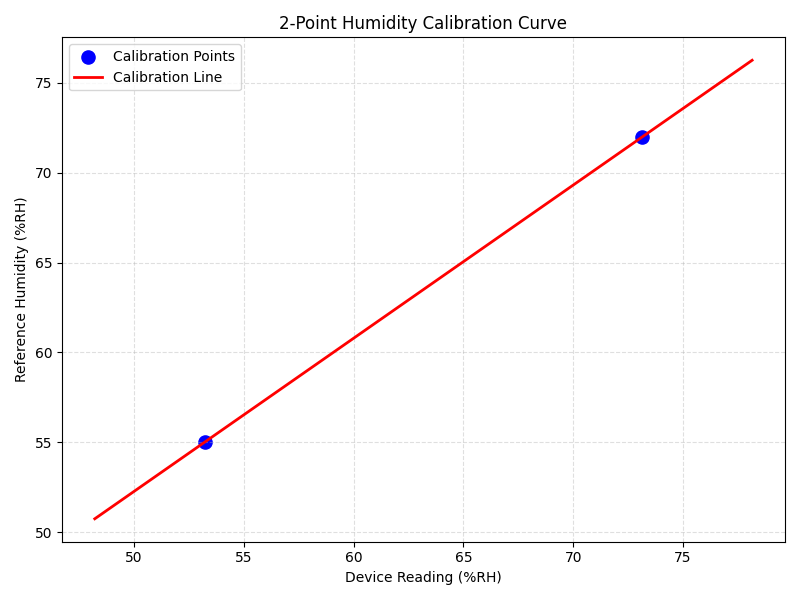 2-Point Humidity Calibration Curve
Calibration Points
Calibration Line
75
70
65
60
55
50
Reference Humidity (%RH)
50 55 60 65 70 75
Device Reading (%RH)